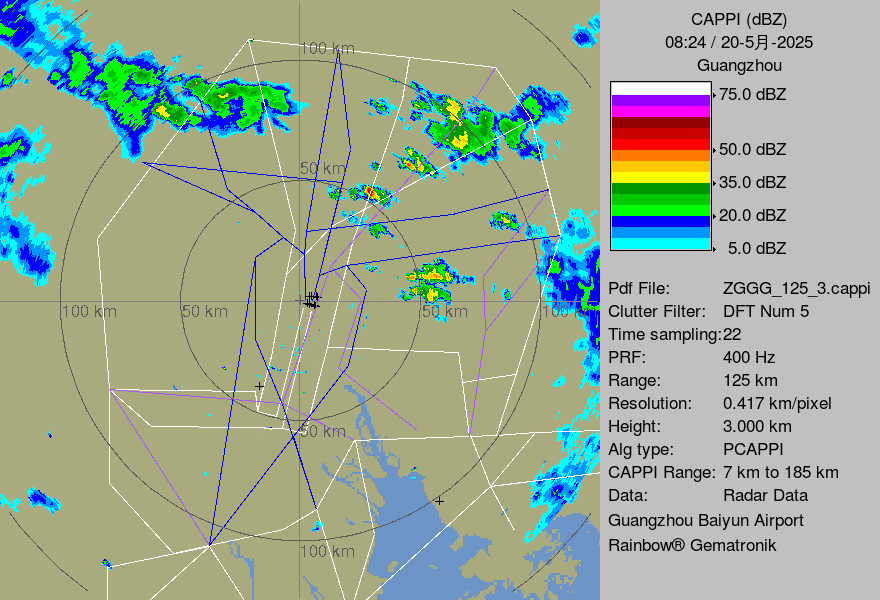 CAPPI (dBZ)
08:24 / 20-5月-2025
Guangzhou
75.0 dBZ
50.0 dBZ
35.0 dBZ
20.0 dBZ
5.0 dBZ
Pdf File: ZGGG_125_3.cappi
Clutter Filter: DFT Num 5
Time sampling:22
PRF: 400 Hz
Range: 125 km
Resolution: 0.417 km/pixel
Height: 3.000 km
Alg type: PCAPPI
CAPPI Range: 7 km to 185 km
Data: Radar Data
Guangzhou Baiyun Airport
Rainbow® Gematronik
100 km
50 km
100 km
50 km
50 km
100 km
50 km
100 km